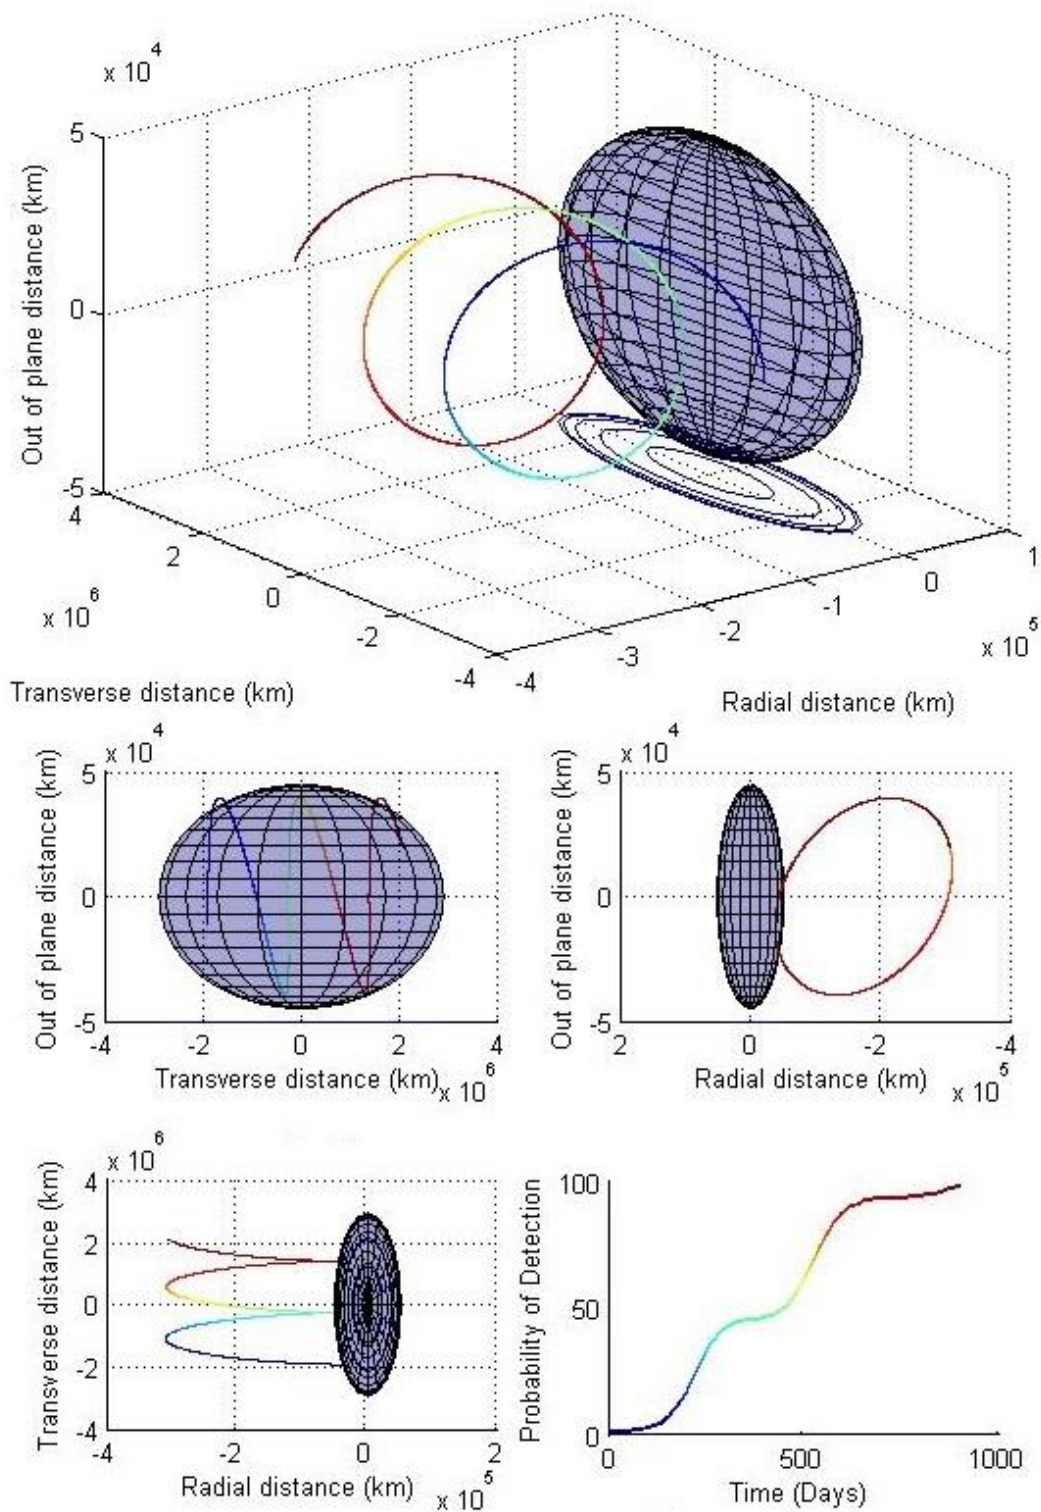 x 10^4
5
0
-5
Out of plane distance (km)
4
2
0
-2
-4
x 10^6
Transverse distance (km)
-4
-3
-2
-1
0
1
x 10^5
Radial distance (km)
x 10^4
5
0
-5
Out of plane distance (km)
-4
-2
0
2
4
Transverse distance (km)
x 10^6
x 10^4
5
0
-5
Out of plane distance (km)
2
0
-2
-4
Radial distance (km)
x 10^5
x 10^6
4
2
0
-2
-4
Transverse distance (km)
-4
-2
0
2
Radial distance (km)
x 10^5
100
50
0
Probability of Detection
0
500
1000
Time (Days)